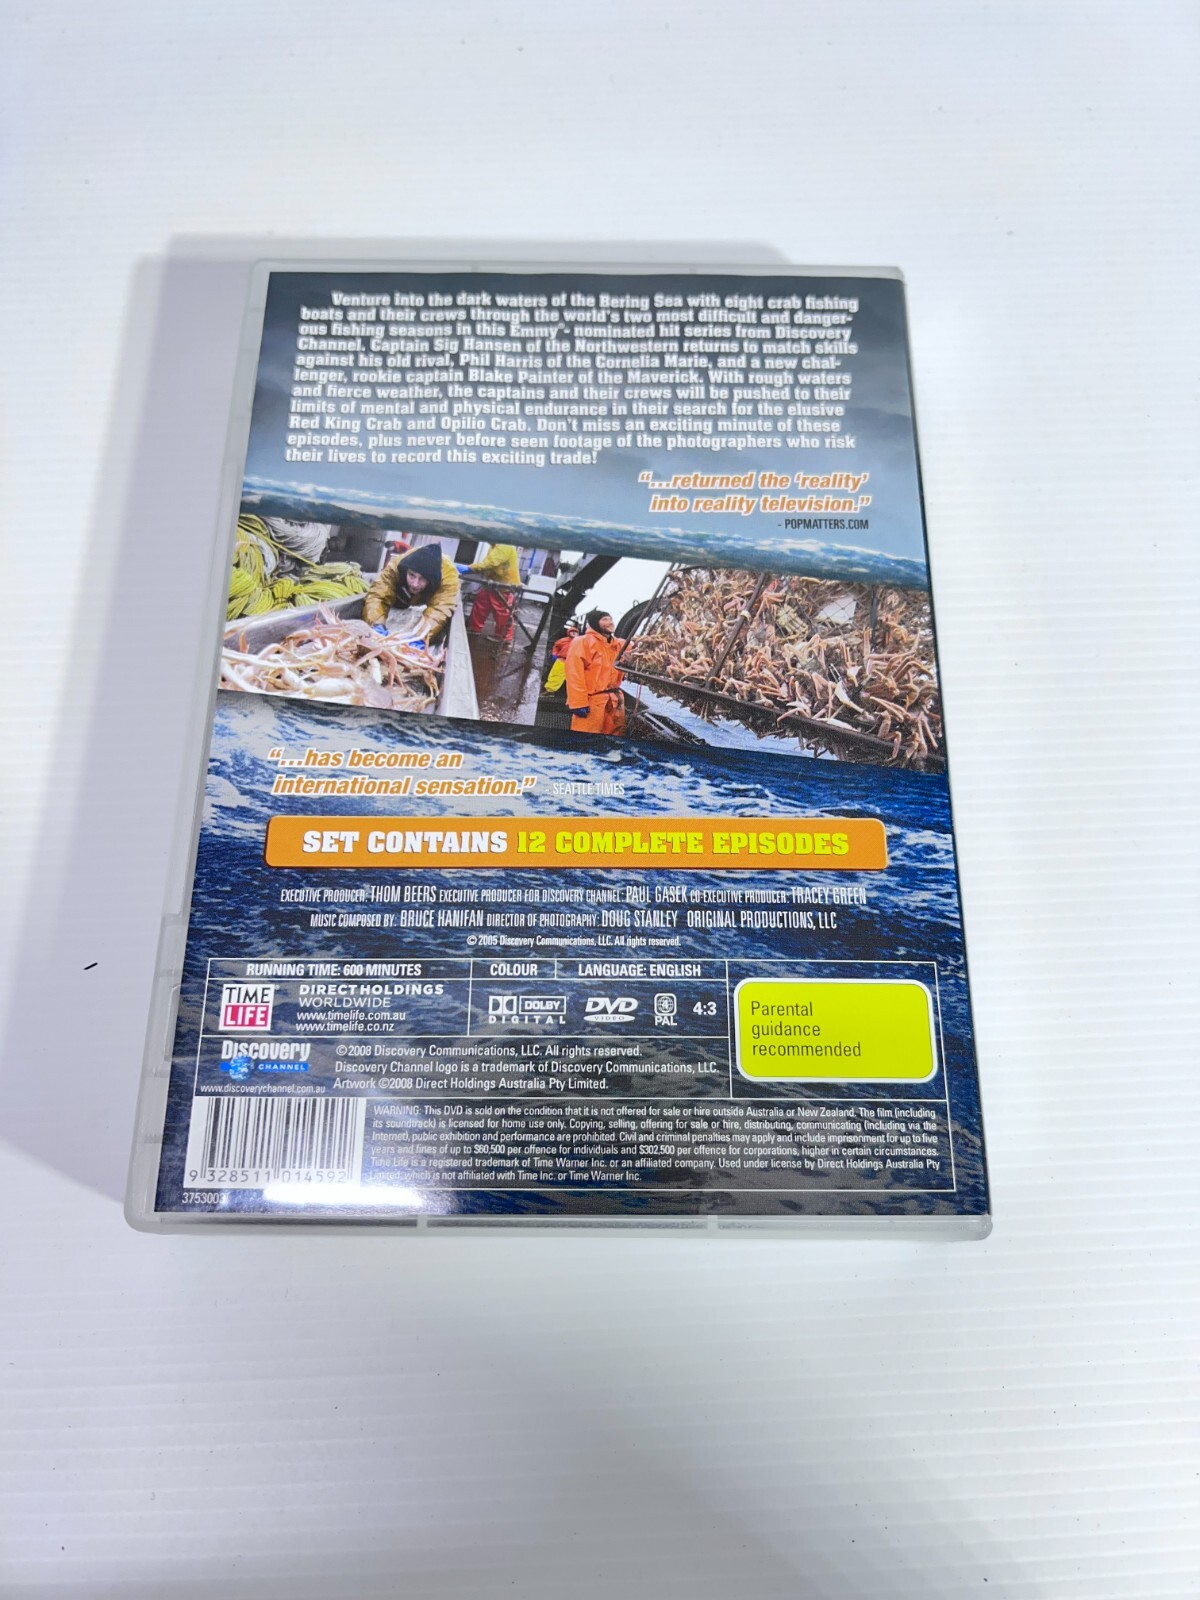 Venture into the dark waters of the Bering Sea with eight crab fishing
boats and their crews through the world's two most difficult and danger-
ous fishing seasons in this Emmy®- nominated hit series from Discovery
Channel. Captain Sig Hansen of the Northwestern returns to match skills
against his old rival, Phil Harris of the Cornelia Marie, and a new chal-
lenger, rookie captain Blake Painter of the Maverick. With rough waters
and fierce weather, the captains and their crews will be pushed to their
limits of mental and physical endurance in their search for the elusive
Red King Crab and Opilio Crab. Don't miss an exciting minute of these
episodes, plus never before seen footage of the photographers who risk
their lives to record this exciting trade!
“...returned the ‘reality’
into reality television.”
- POPMATTERS.COM
“...has become an
international sensation.” - SEATTLE TIMES
SET CONTAINS 12 COMPLETE EPISODES
EXECUTIVE PRODUCER: THOM BEERS EXECUTIVE PRODUCER FOR DISCOVERY CHANNEL: PAUL GASEK CO-EXECUTIVE PRODUCER: TRACEY GREEN
MUSIC COMPOSED BY: BRUCE HANIFAN DIRECTOR OF PHOTOGRAPHY: DOUG STANLEY ORIGINAL PRODUCTIONS, LLC
© 2005 Discovery Communications, LLC. All rights reserved.
RUNNING TIME: 600 MINUTES COLOUR LANGUAGE: ENGLISH
TIME LIFE
DIRECT HOLDINGS
WORLDWIDE
www.timelife.com.au
www.timelife.co.nz
DOLBY
DIGITAL
DVD
VIDEO
4
PAL
4:3
Parental
guidance
recommended
Discovery
CHANNEL
www.discoverychannel.com.au
©2008 Discovery Communications, LLC. All rights reserved.
Discovery Channel logo is a trademark of Discovery Communications, LLC.
Artwork ©2008 Direct Holdings Australia Pty Limited.
WARNING: This DVD is sold on the condition that it is not offered for sale or hire outside Australia or New Zealand. The film (including
its soundtrack) is licensed for home use only. Copying, selling, offering for sale or hire, distributing, communicating (including via the
Internet), public exhibition and performance are prohibited. Civil and criminal penalties may apply and include imprisonment for up to five
years and fines of up to $60,500 per offence for individuals and $302,500 per offence for corporations, higher in certain circumstances.
Time Life is a registered trademark of Time Warner Inc. or an affiliated company. Used under license by Direct Holdings Australia Pty
Limited, which is not affiliated with Time Inc. or Time Warner Inc.
9 328511 014592
3753003